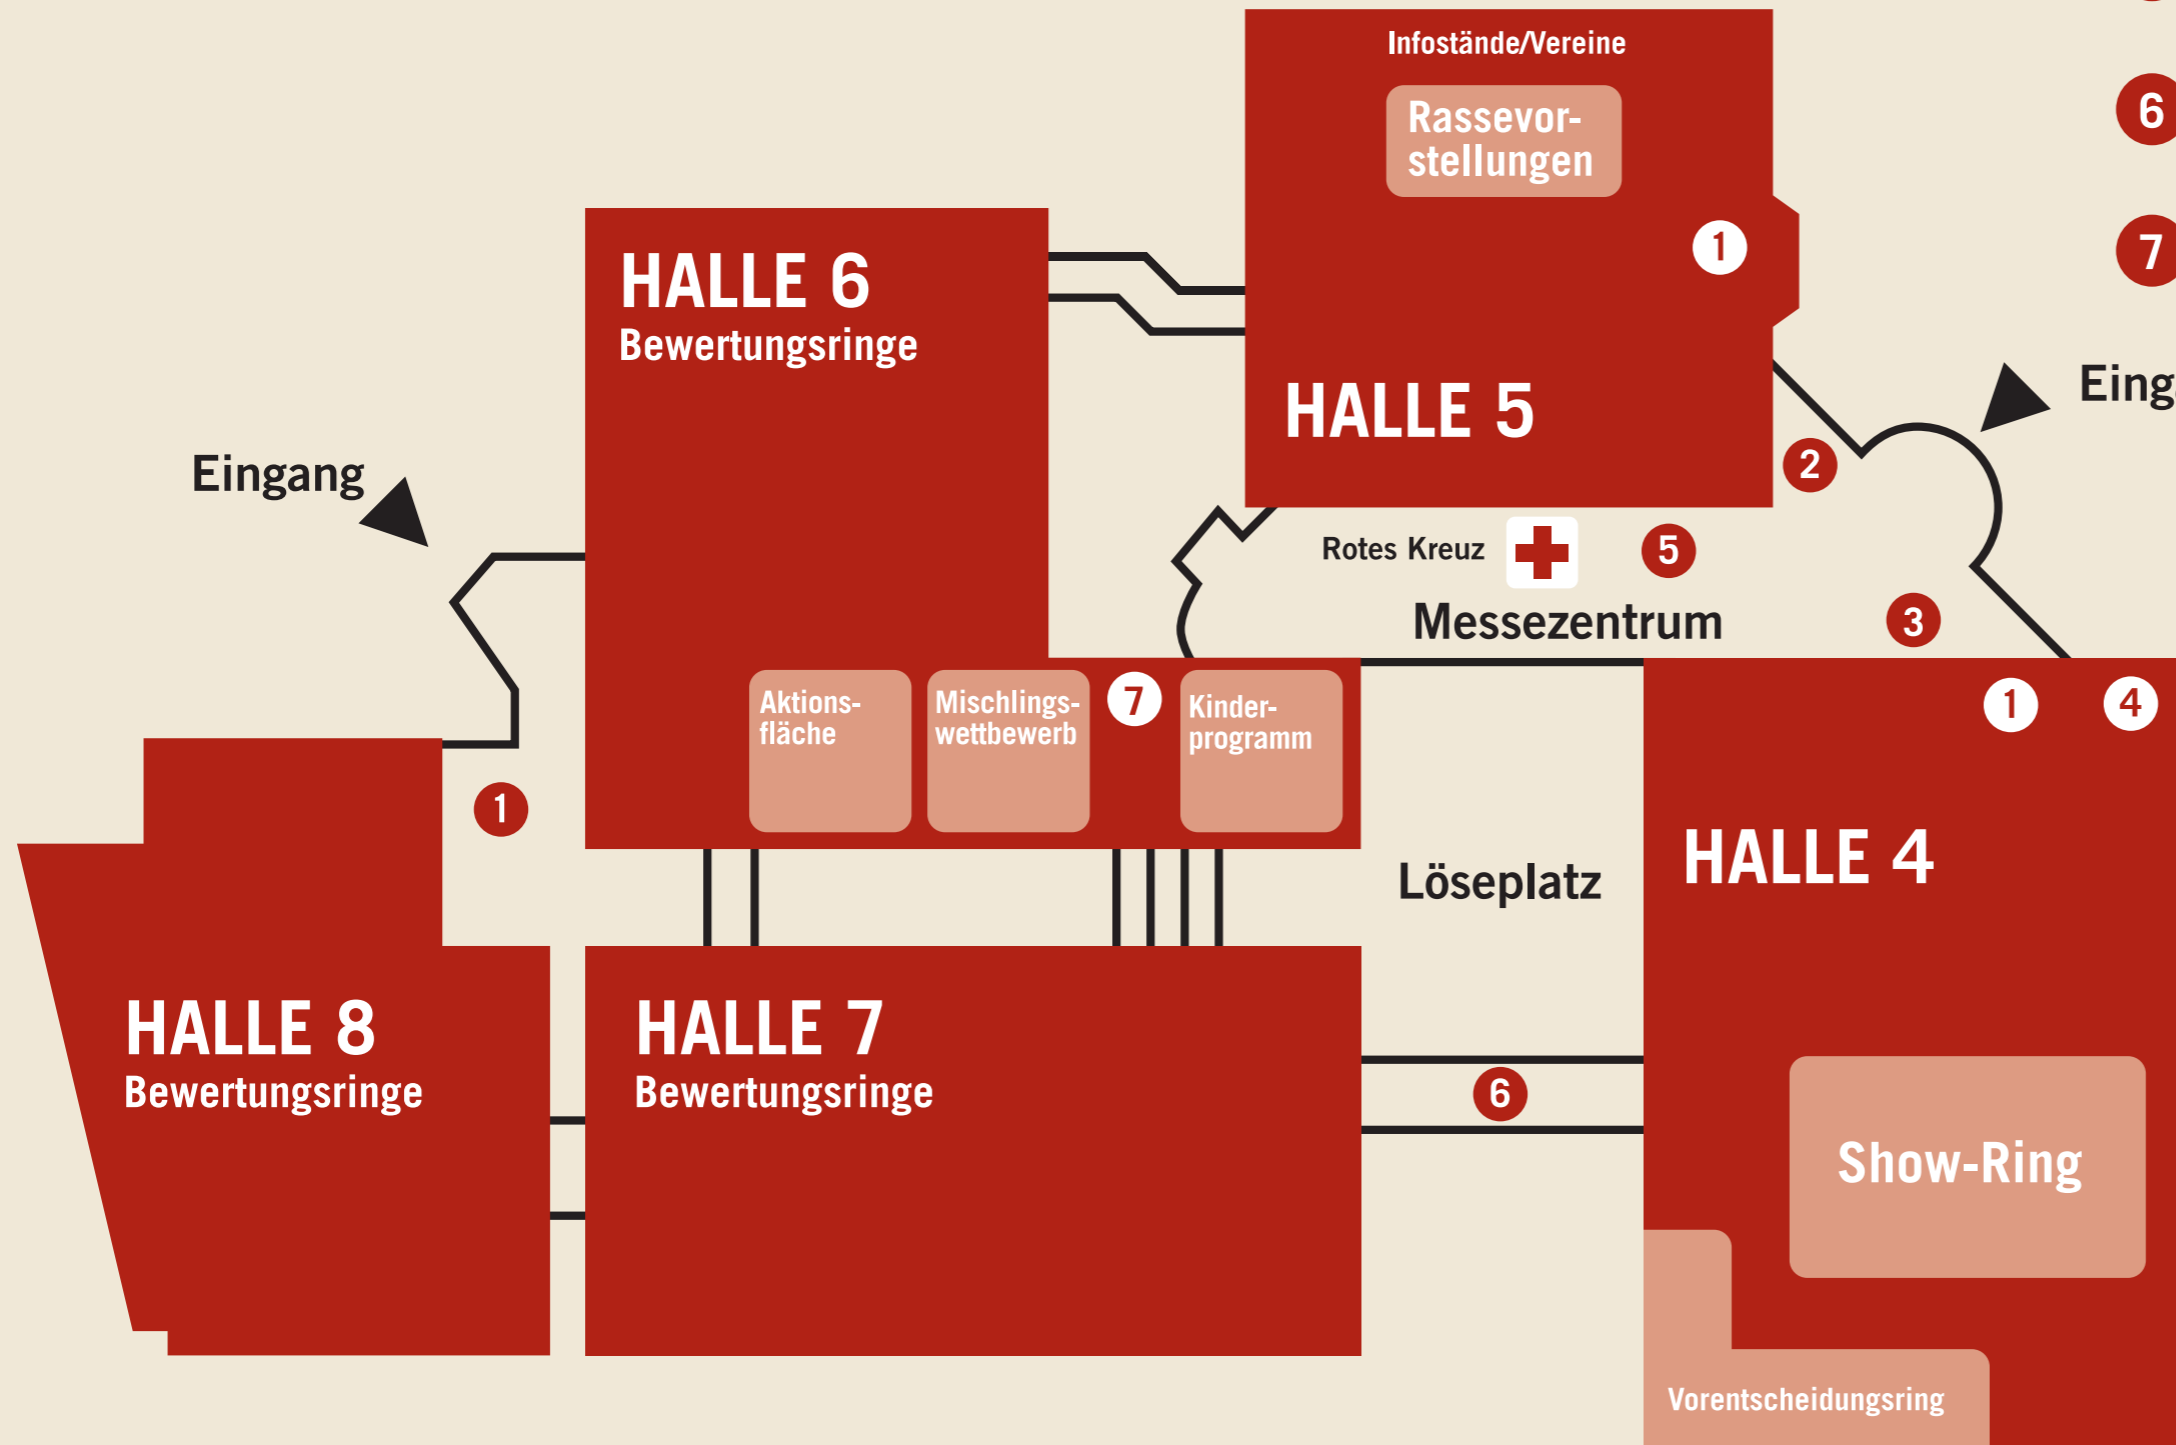 Infostände/Vereine
Rassevor-
stellungen
6
1
7
HALLE 6
Bewertungsringe
HALLE 5
Eing
Eingang
2
Rotes Kreuz
5
Messezentrum
3
Aktions-
fläche
Mischlings-
wettbewerb
7
Kinder-
programm
1
4
1
HALLE 4
Löseplatz
HALLE 8
Bewertungsringe
HALLE 7
Bewertungsringe
6
Show-Ring
Vorentscheidungsring